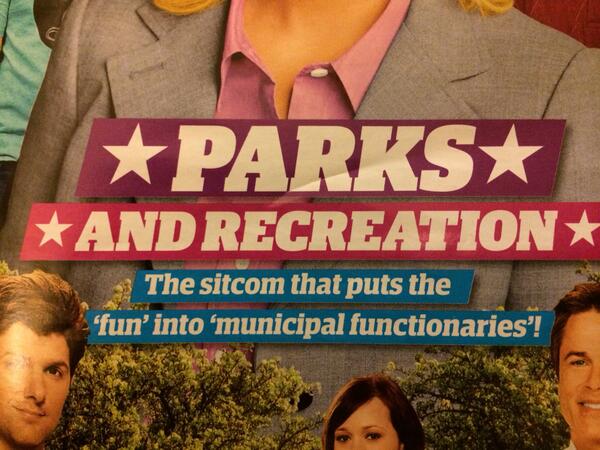 ★PARKS★
★AND RECREATION★
The sitcom that puts the
‘fun’ into ‘municipal functionaries’!